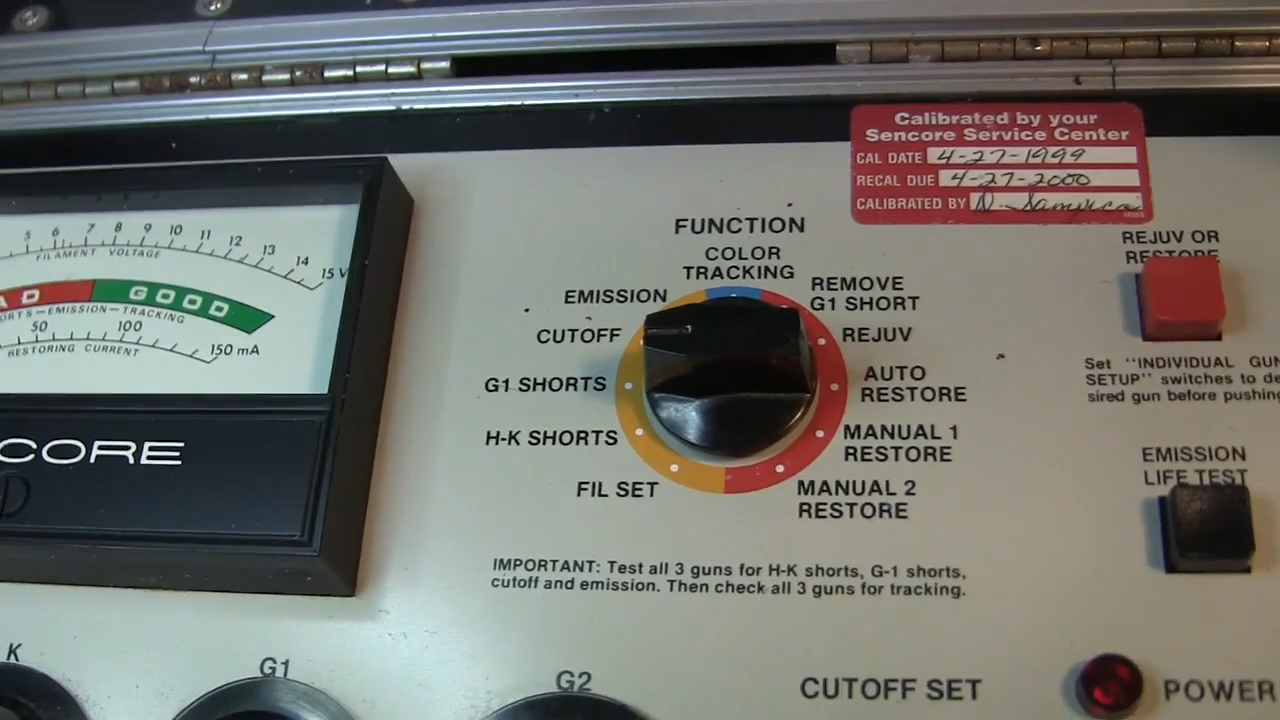 Calibrated by your
Sencore Service Center
CAL DATE 4-27-1999
RECAL DUE 4-27-2000
CALIBRATED BY
5 6 7 8 9 10 11 12 13 14 15 V
FILAMENT VOLTAGE
GOOD
EMISSION—TRACKING
50 100 150 mA
RESTORING CURRENT
CORE
FUNCTION
COLOR
TRACKING
EMISSION
CUTOFF
G1 SHORTS
H-K SHORTS
FIL SET
REMOVE
G1 SHORT
REJUV
AUTO
RESTORE
MANUAL 1
RESTORE
MANUAL 2
RESTORE
IMPORTANT: Test all 3 guns for H-K shorts, G-1 shorts,
cutoff and emission. Then check all 3 guns for tracking.
REJUV OR
RESTORE
Set "INDIVIDUAL GUN
SETUP" switches to de
sired gun before pushing
EMISSION
LIFE TEST
K
G1
G2
CUTOFF SET
POWER